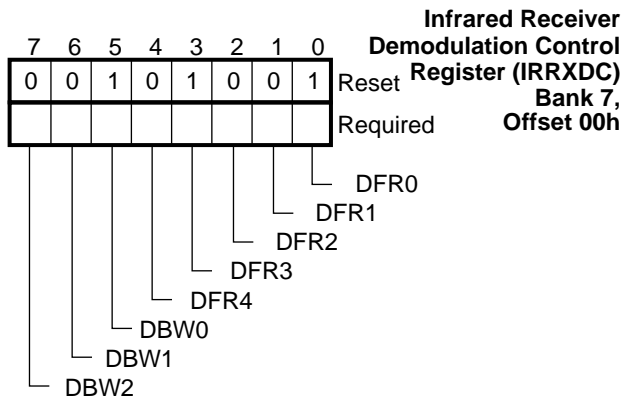 Infrared Receiver
Demodulation Control
Register (IRRXDC)
Bank 7,
Offset 00h
7 6 5 4 3 2 1 0
0 0 1 0 1 0 0 1 Reset
Required
DFR0
DFR1
DFR2
DFR3
DFR4
DBW0
DBW1
DBW2